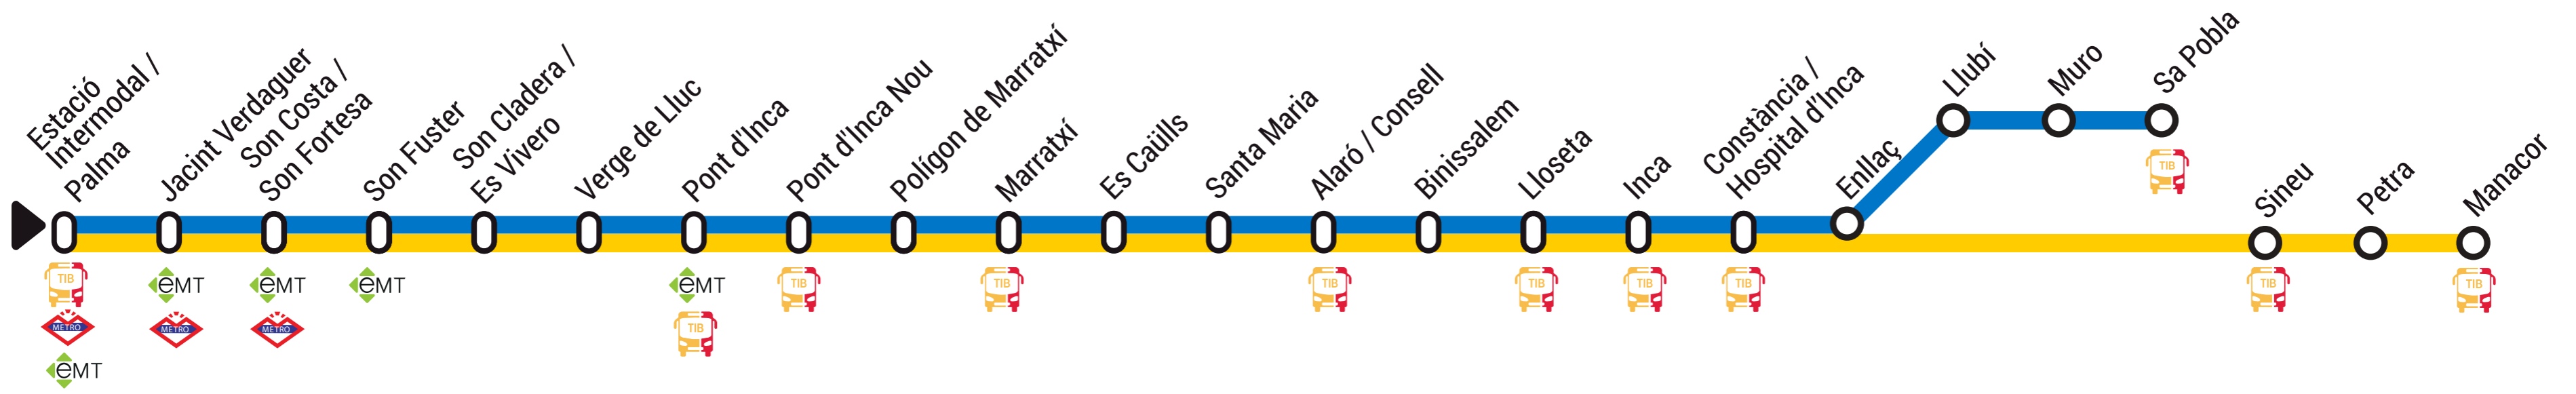 Estació
Intermodal /
Palma
Jacint Verdaguer
Son Costa /
Son Fortesa
Son Fuster
Son Cladera /
Es Vivero
Verge de Lluc
Pont d'Inca
Pont d'Inca Nou
Polígon de Marratxí
Marratxí
Es Caülls
Santa Maria
Alaró / Consell
Binissalem
Lloseta
Inca
Constància /
Hospital d'Inca
Enllaç
Llubí
Muro
Sa Pobla
Sineu
Petra
Manacor
TIB
METRO
eMT
eMT
METRO
eMT
METRO
eMT
eMT
TIB
TIB
TIB
TIB
TIB
TIB
TIB
TIB
TIB
TIB